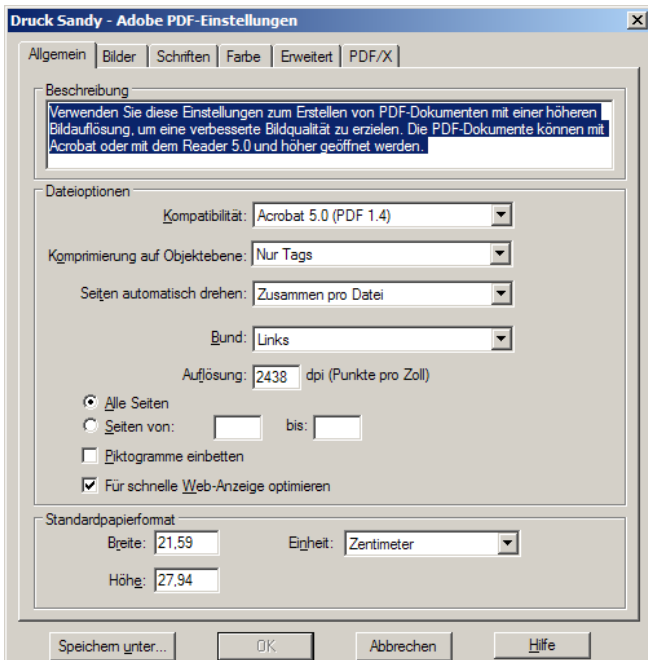 Druck Sandy - Adobe PDF-Einstellungen
Allgemein Bilder Schriften Farbe Erweitert PDF/X
Beschreibung
Verwenden Sie diese Einstellungen zum Erstellen von PDF-Dokumenten mit einer höheren
Bildauflösung, um eine verbesserte Bildqualität zu erzielen. Die PDF-Dokumente können mit
Acrobat oder mit dem Reader 5.0 und höher geöffnet werden.
Dateioptionen
Kompatibilität: Acrobat 5.0 (PDF 1.4)
Komprimierung auf Objektebene: Nur Tags
Seiten automatisch drehen: Zusammen pro Datei
Bund: Links
Auflösung: 2438 dpi (Punkte pro Zoll)
Alle Seiten
Seiten von: bis:
Piktogramme einbetten
Für schnelle Web-Anzeige optimieren
Standardpapierformat
Breite: 21,59 Einheit: Zentimeter
Höhe: 27,94
Speichern unter... OK Abbrechen Hilfe